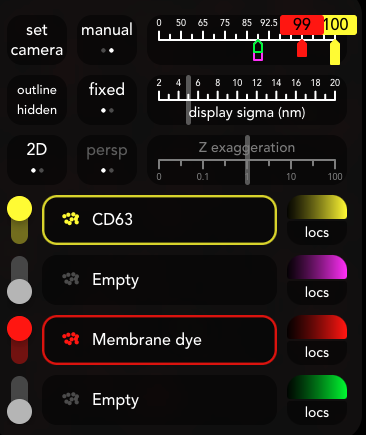 set
camera
manual
0 50 75 85 92.5 99 100
outline
hidden
fixed
2 4 6 8 10 12 14 16 18 20
display sigma (nm)
2D
persp
Z exaggeration
0 0.1 1 10 100
CD63
locs
Empty
locs
Membrane dye
locs
Empty
locs